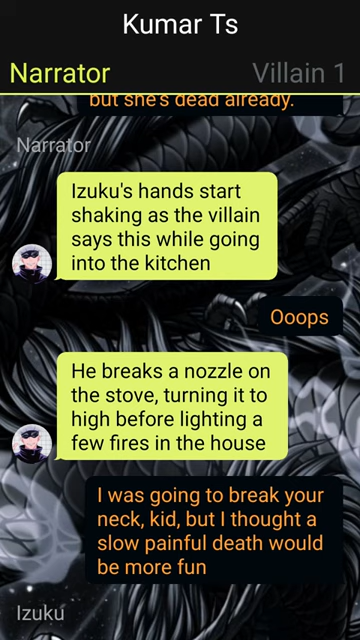 Kumar Ts
Narrator
Villain 1
but she's dead already.
Narrator
Izuku's hands start
shaking as the villain
says this while going
into the kitchen
Ooops
He breaks a nozzle on
the stove, turning it to
high before lighting a
few fires in the house
I was going to break your
neck, kid, but I thought a
slow painful death would
be more fun
Izuku